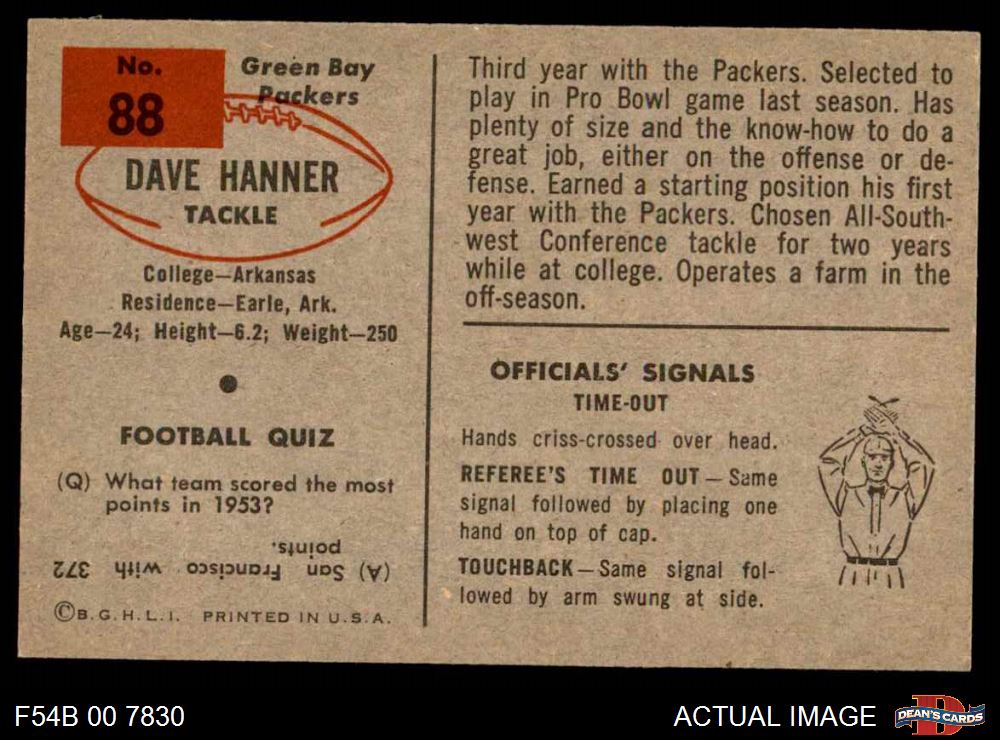 No.
88
Green Bay
Packers
DAVE HANNER
TACKLE
College—Arkansas
Residence—Earle, Ark.
Age—24; Height—6.2; Weight—250
FOOTBALL QUIZ
(Q) What team scored the most
points in 1953?
(A) San Francisco with 372
points.
©B.G.H.L.I. PRINTED IN U.S.A.
Third year with the Packers. Selected to
play in Pro Bowl game last season. Has
plenty of size and the know-how to do a
great job, either on the offense or de-
fense. Earned a starting position his first
year with the Packers. Chosen All-South-
west Conference tackle for two years
while at college. Operates a farm in the
off-season.
OFFICIALS' SIGNALS
TIME-OUT
Hands criss-crossed over head.
REFEREE'S TIME OUT—Same
signal followed by placing one
hand on top of cap.
TOUCHBACK—Same signal fol-
lowed by arm swung at side.
F54B 00 7830
ACTUAL IMAGE
D
DEAN'S CARDS